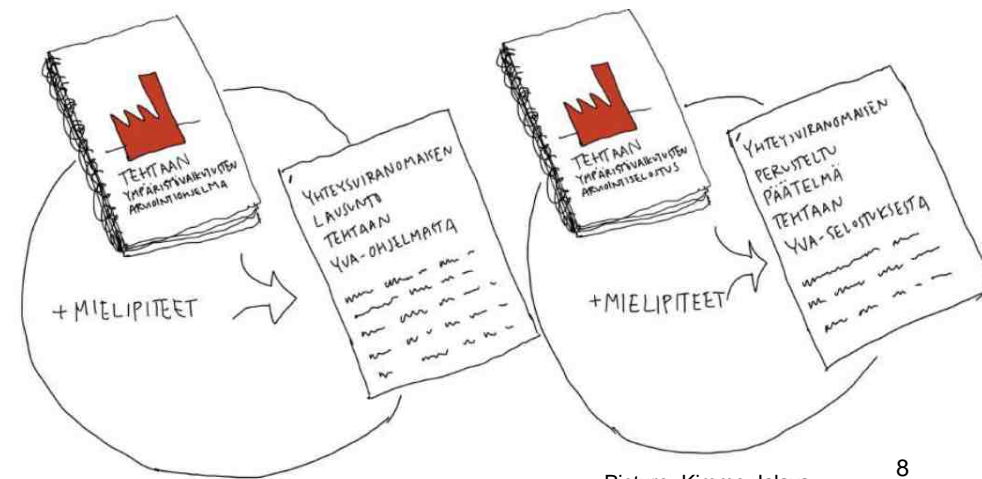 TEHTAAN
YMPÄRISTÖVAIKUTUSTEN
ARVIOINTIOHJELMA
+ MIELIPITEET
YHTEYSVIRANOMAISEN
LAUSUNTO
TEHTAAN
YVA-OHJELMASTA
TEHTAAN
YMPÄRISTÖVAIKUTUSTEN
ARVIOINTISELOSTUS
+ MIELIPITEET
YHTEYSVIRANOMAISEN
PERUSTELTU
PÄÄTELMÄ
TEHTAAN
YVA-SELOSTUKSESTA
8